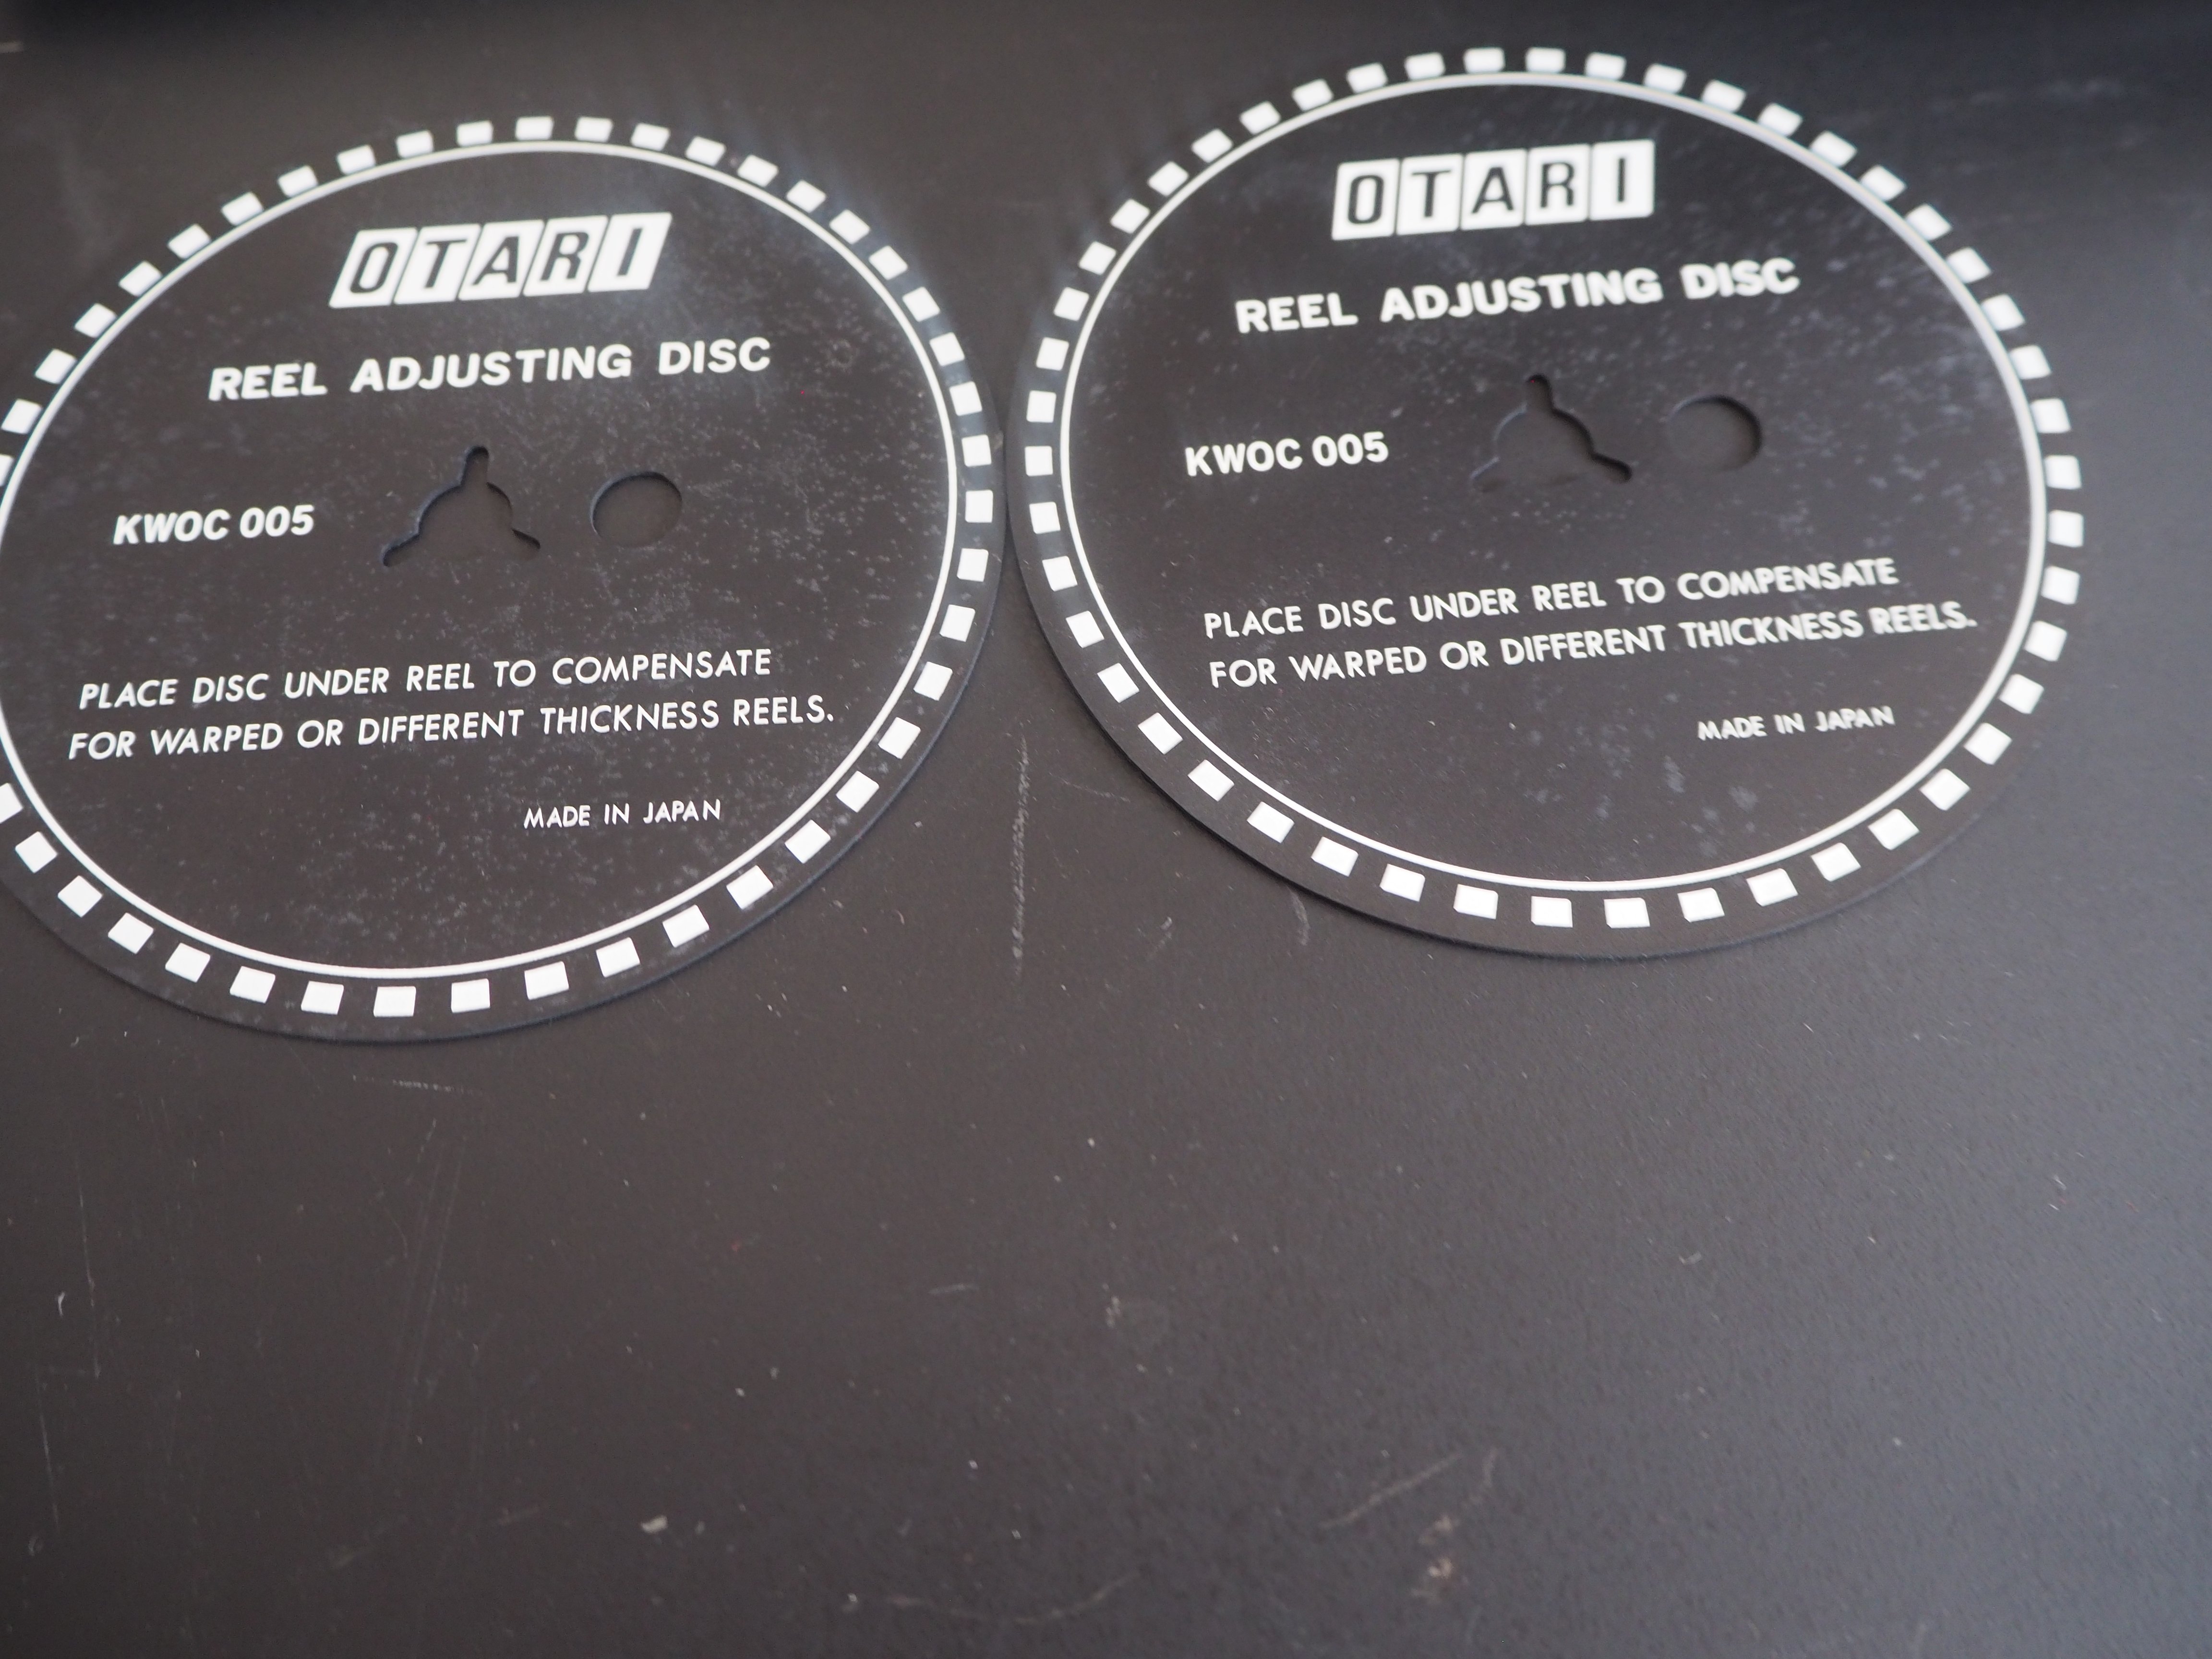 OTARI
REEL ADJUSTING DISC
KWOC 005
PLACE DISC UNDER REEL TO COMPENSATE
FOR WARPED OR DIFFERENT THICKNESS REELS.
MADE IN JAPAN
OTARI
REEL ADJUSTING DISC
KWOC 005
PLACE DISC UNDER REEL TO COMPENSATE
FOR WARPED OR DIFFERENT THICKNESS REELS.
MADE IN JAPAN